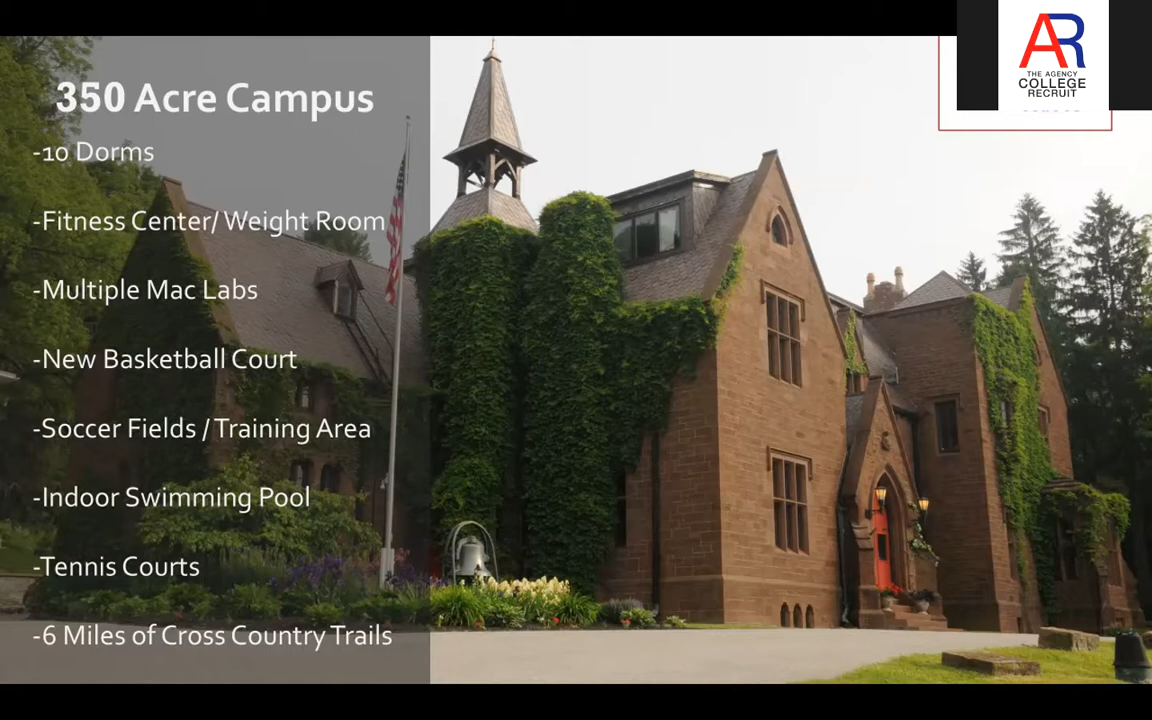 350 Acre Campus
-10 Dorms
-Fitness Center/ Weight Room
-Multiple Mac Labs
-New Basketball Court
-Soccer Fields / Training Area
-Indoor Swimming Pool
-Tennis Courts
-6 Miles of Cross Country Trails
AR
THE AGENCY
COLLEGE
RECRUIT